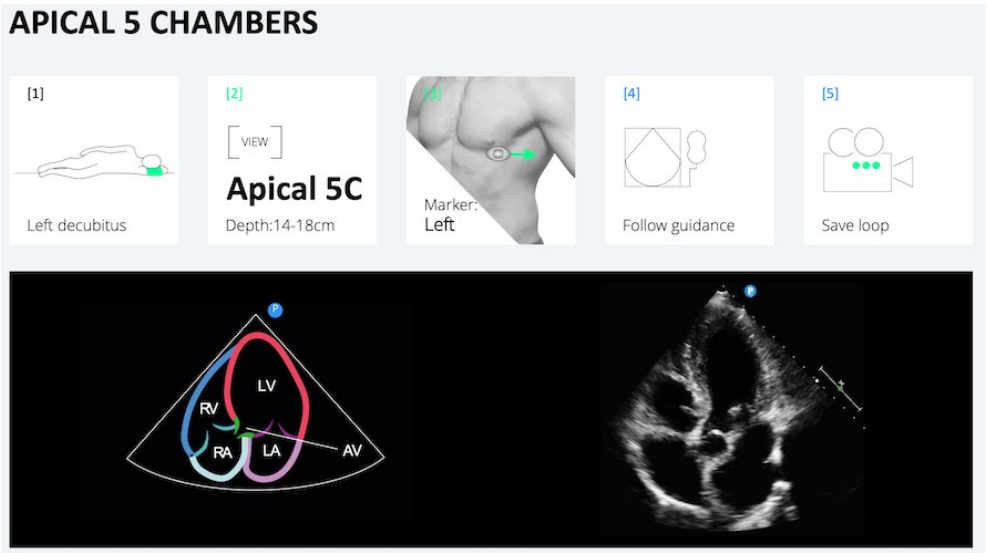 APICAL 5 CHAMBERS
[1]
Left decubitus
[2]
VIEW
Apical 5C
Depth:14-18cm
[3]
Marker:
Left
[4]
Follow guidance
[5]
Save loop
P
LV
RV
RA
LA
AV
P